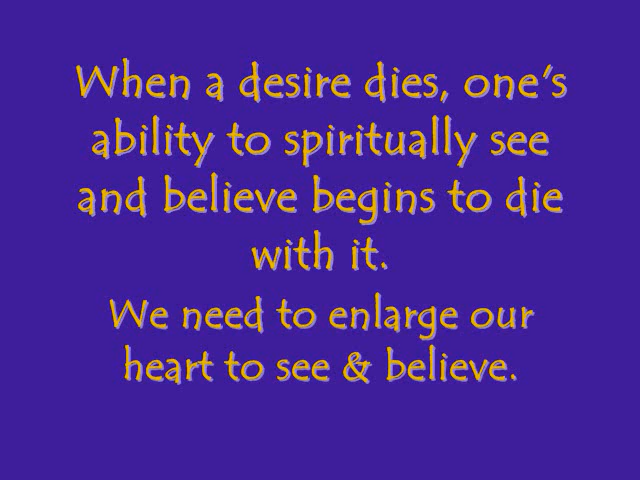 When a desire dies, one's
ability to spiritually see
and believe begins to die
with it.
We need to enlarge our
heart to see & believe.